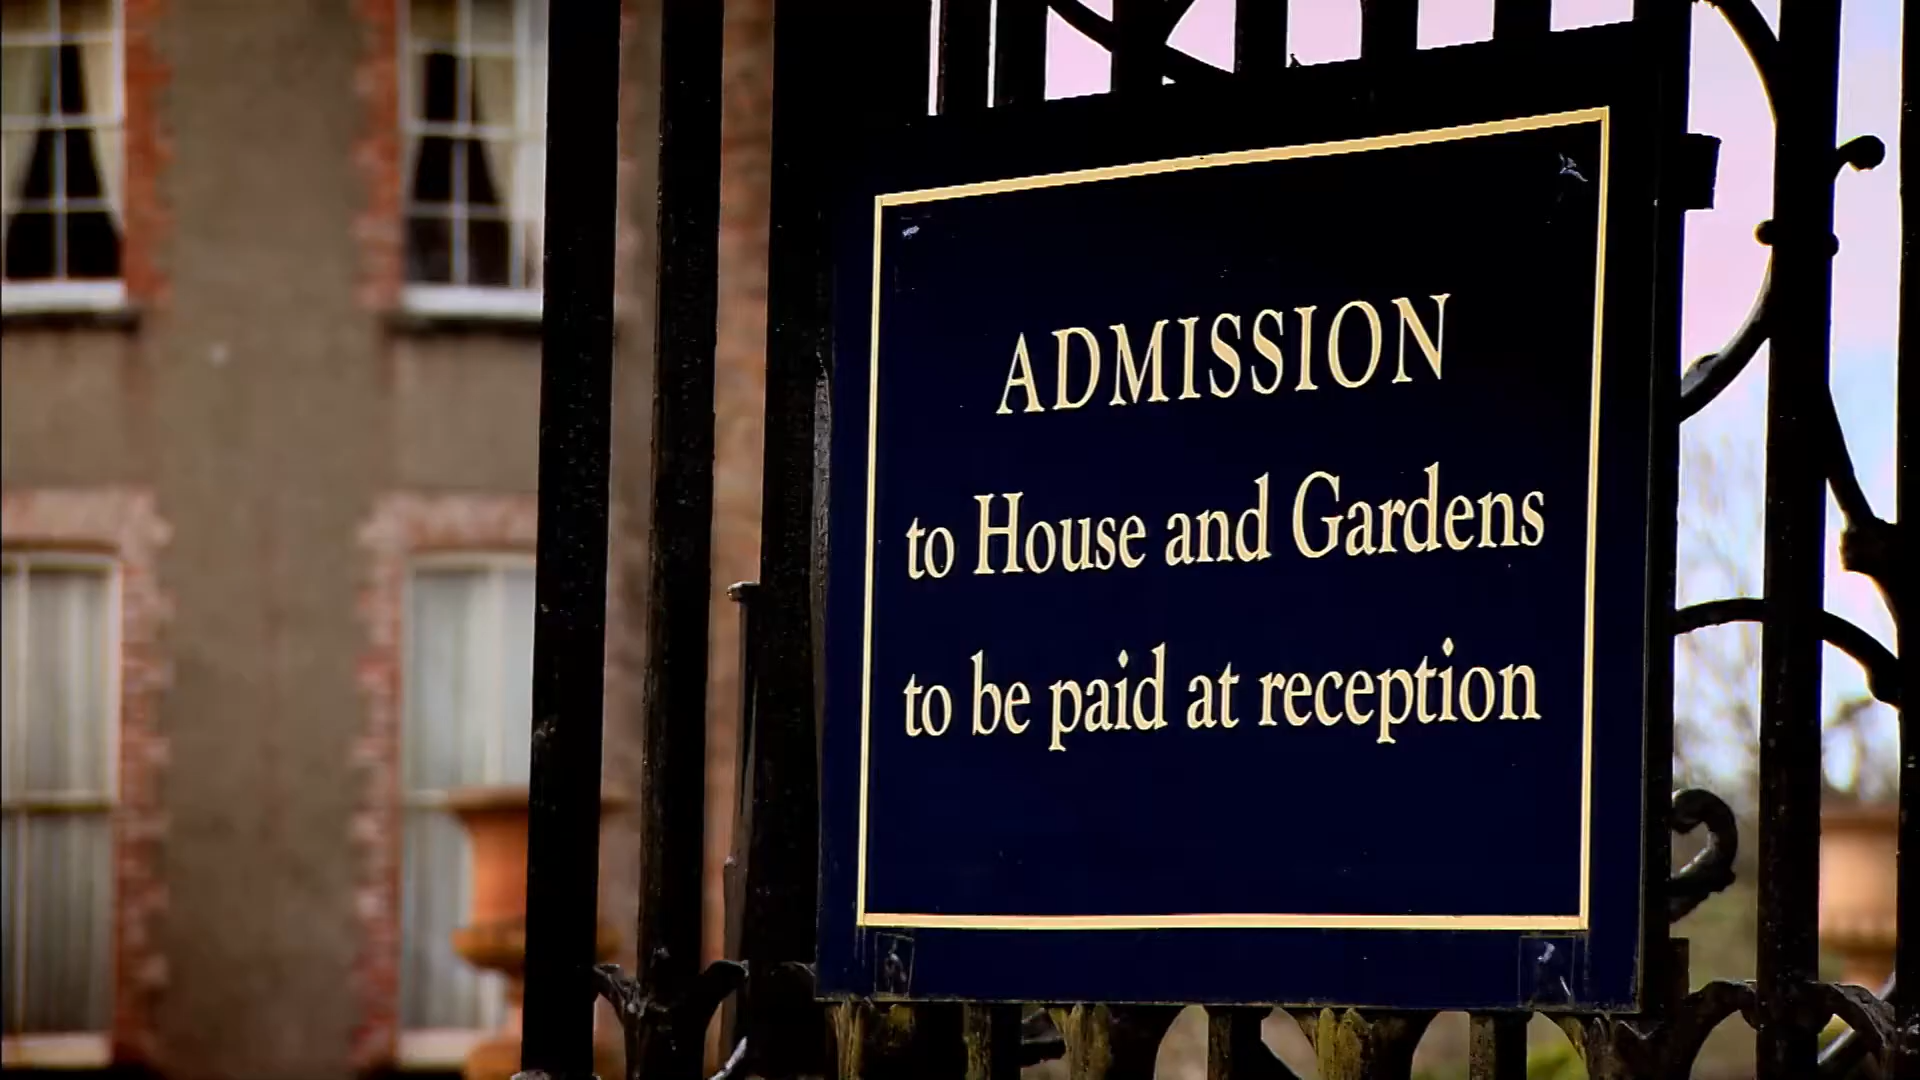 ADMISSION
to House and Gardens
to be paid at reception